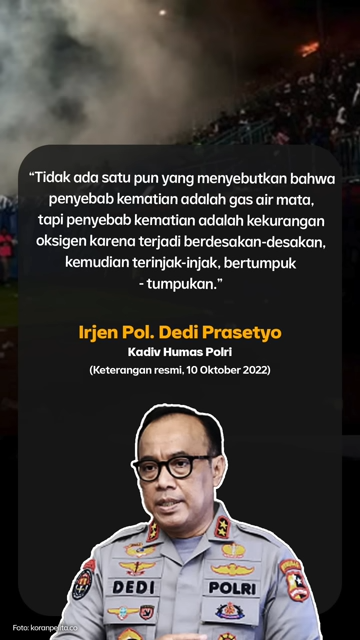 “Tidak ada satu pun yang menyebutkan bahwa
penyebab kematian adalah gas air mata,
tapi penyebab kematian adalah kekurangan
oksigen karena terjadi berdesakan-desakan,
kemudian terinjak-injak, bertumpuk
- tumpukan.”
Irjen Pol. Dedi Prasetyo
Kadiv Humas Polri
(Keterangan resmi, 10 Oktober 2022)
DEDI POLRI
Foto: koranpelita.co